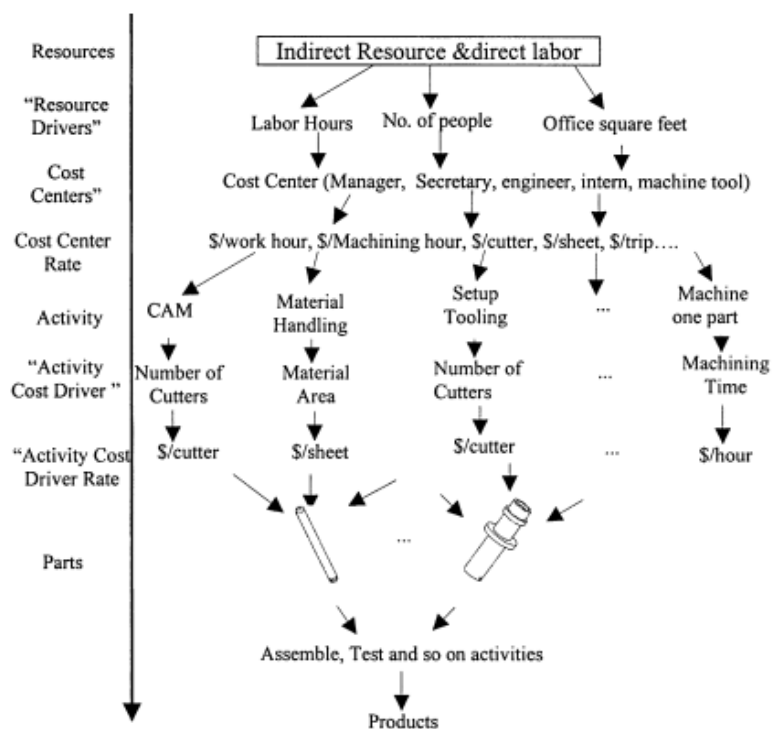 Resources
Indirect Resource &direct labor
“Resource
Drivers”
Labor Hours
No. of people
Office square feet
Cost
Centers”
Cost Center (Manager, Secretary, engineer, intern, machine tool)
Cost Center
Rate
$/work hour, $/Machining hour, $/cutter, $/sheet, $/trip….
Activity
CAM
Material
Handling
Setup
Tooling
...
Machine
one part
“Activity
Cost Driver ”
Number of
Cutters
Material
Area
Number of
Cutters
...
Machining
Time
“Activity Cost
Driver Rate
$/cutter
$/sheet
$/cutter
...
$/hour
Parts
...
Assemble, Test and so on activities
Products